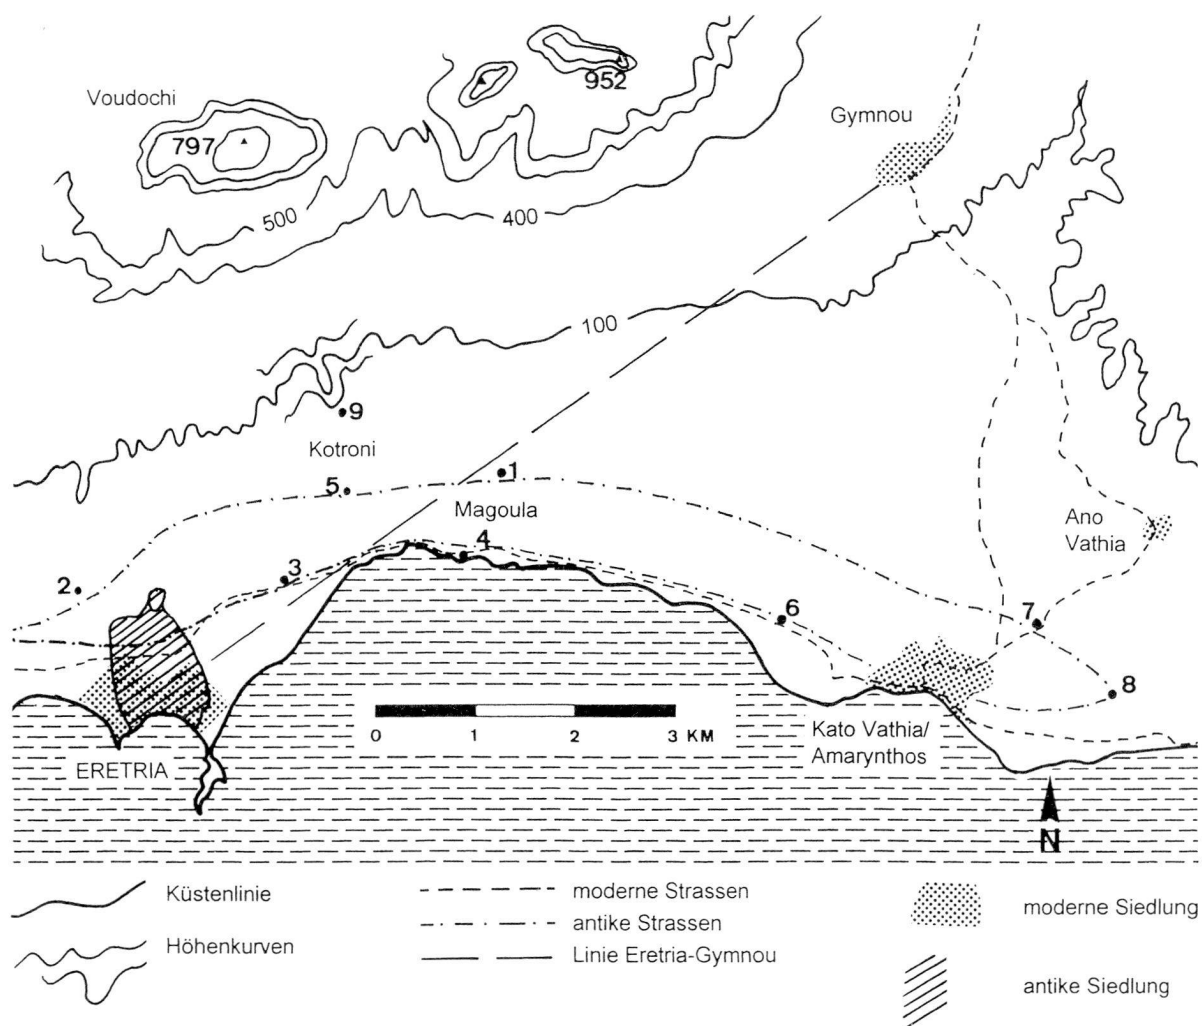 952
Voudochi
Gymnou
797
500
400
100
9
Kotroni
1
5
Magoula
Ano
Vathia
4
3
2
6
7
8
0 1 2 3 KM
Kato Vathia/
Amarynthos
ERETRIA
N
Küstenlinie
Höhenkurven
moderne Strassen
antike Strassen
Linie Eretria-Gymnou
moderne Siedlung
antike Siedlung